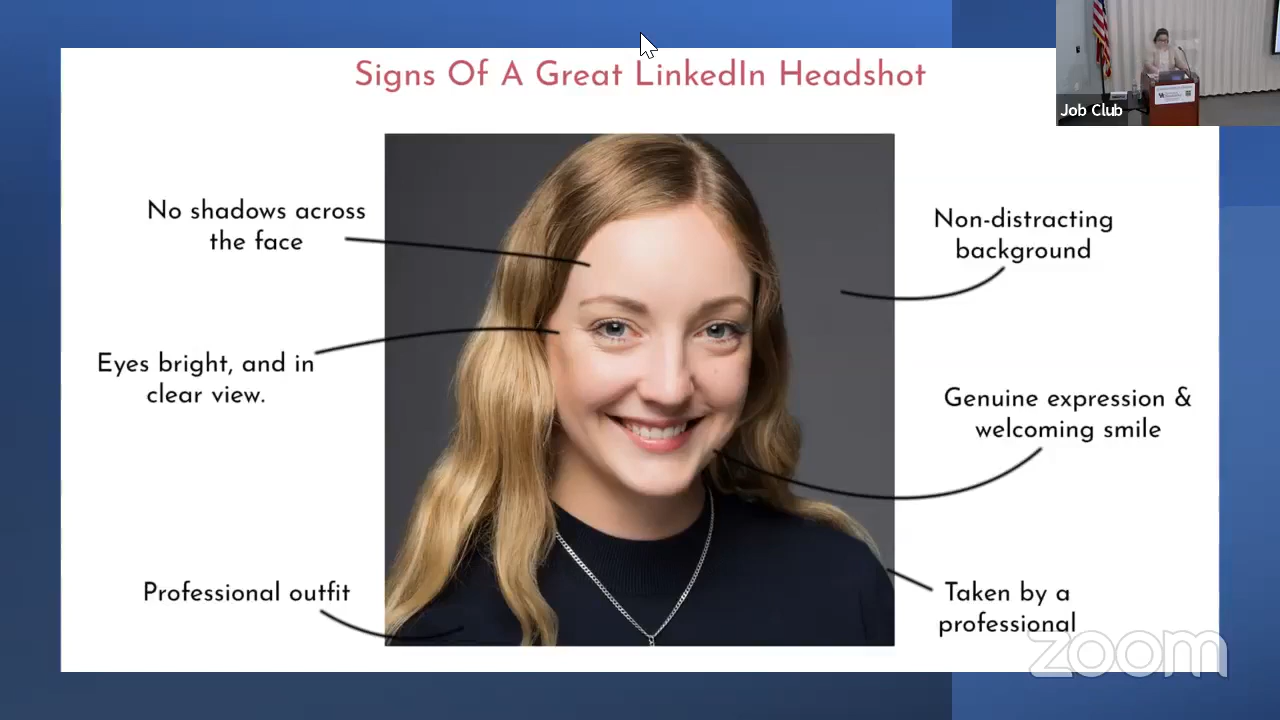 Signs Of A Great LinkedIn Headshot
Job Club
No shadows across
the face
Non-distracting
background
Eyes bright, and in
clear view.
Genuine expression &
welcoming smile
Professional outfit
Taken by a
professional
zoom